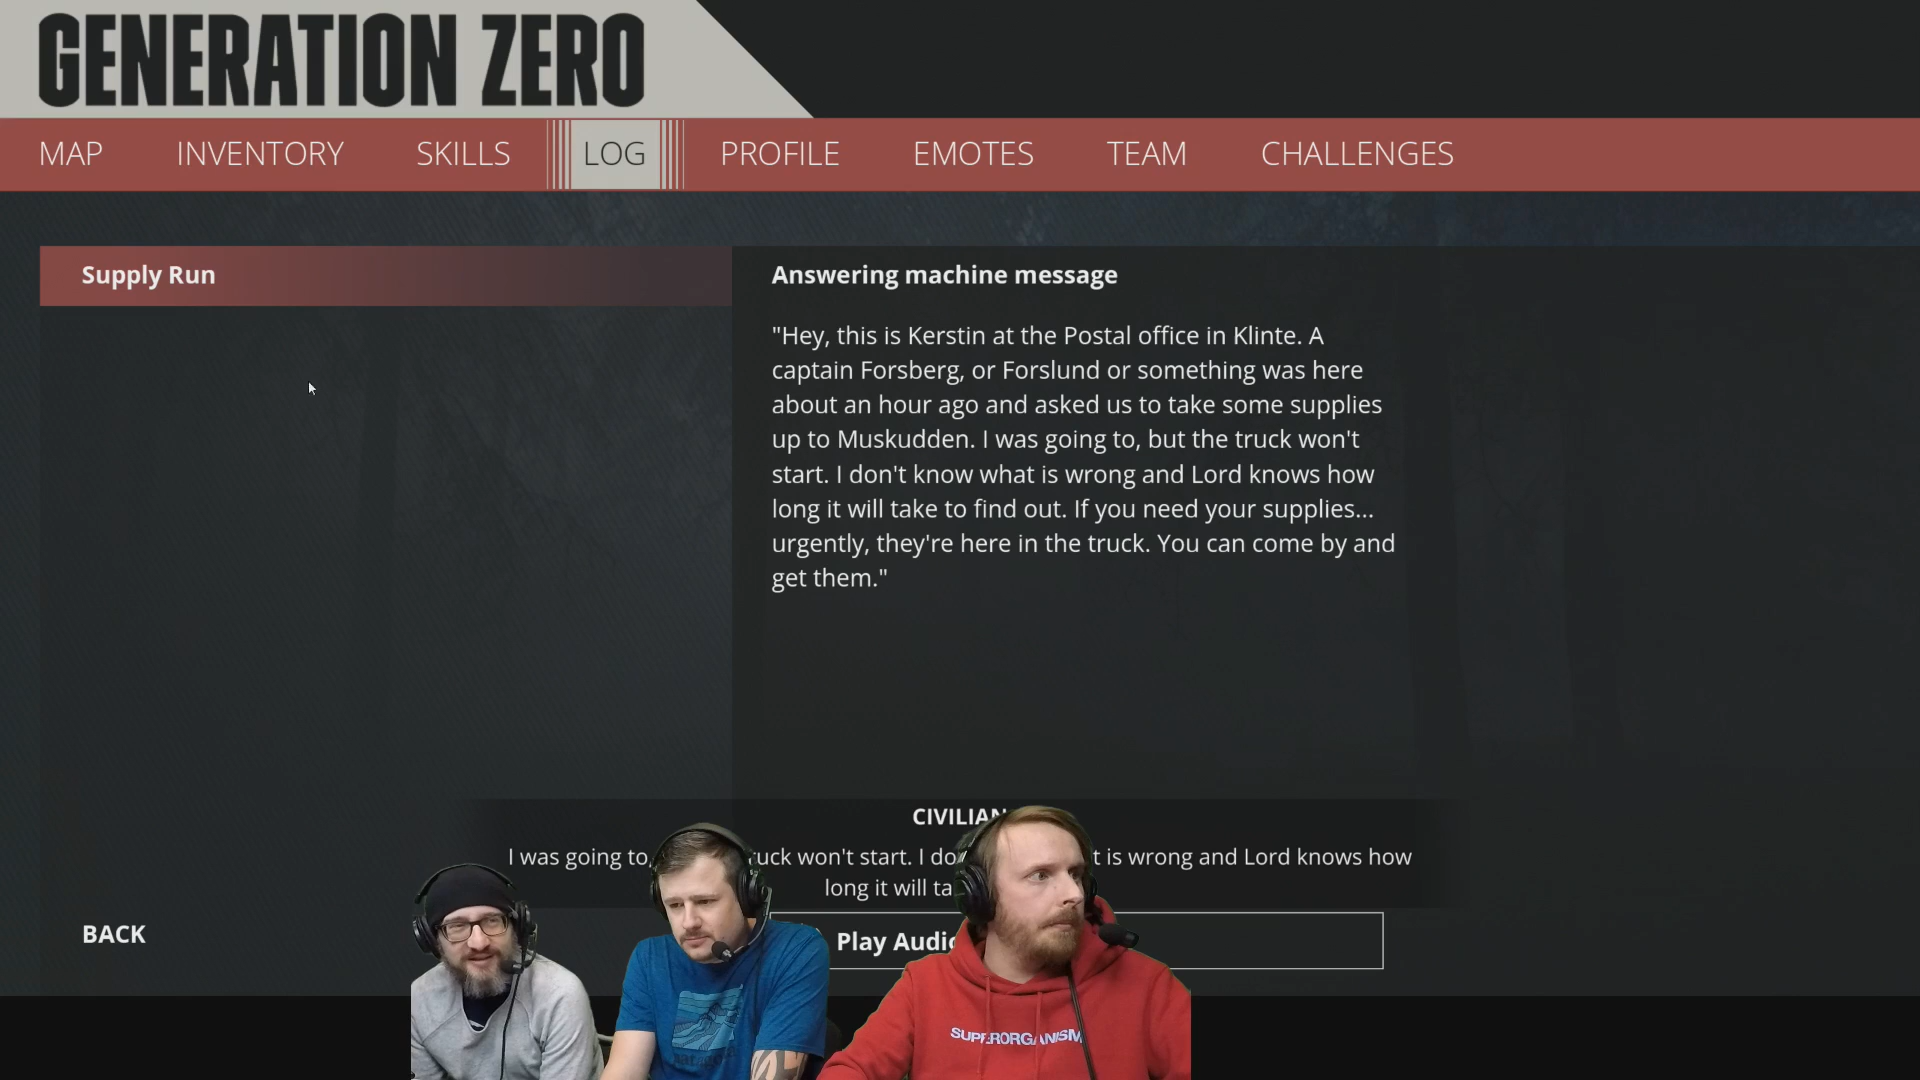 GENERATION ZERO
MAP INVENTORY SKILLS LOG PROFILE EMOTES TEAM CHALLENGES
Supply Run
Answering machine message
"Hey, this is Kerstin at the Postal office in Klinte. A
captain Forsberg, or Forslund or something was here
about an hour ago and asked us to take some supplies
up to Muskudden. I was going to, but the truck won't
start. I don't know what is wrong and Lord knows how
long it will take to find out. If you need your supplies...
urgently, they're here in the truck. You can come by and
get them."
CIVILIAN
I was going to, ruck won't start. I do t is wrong and Lord knows how
long it will ta
BACK
Play Audio
SUPERORGANISM